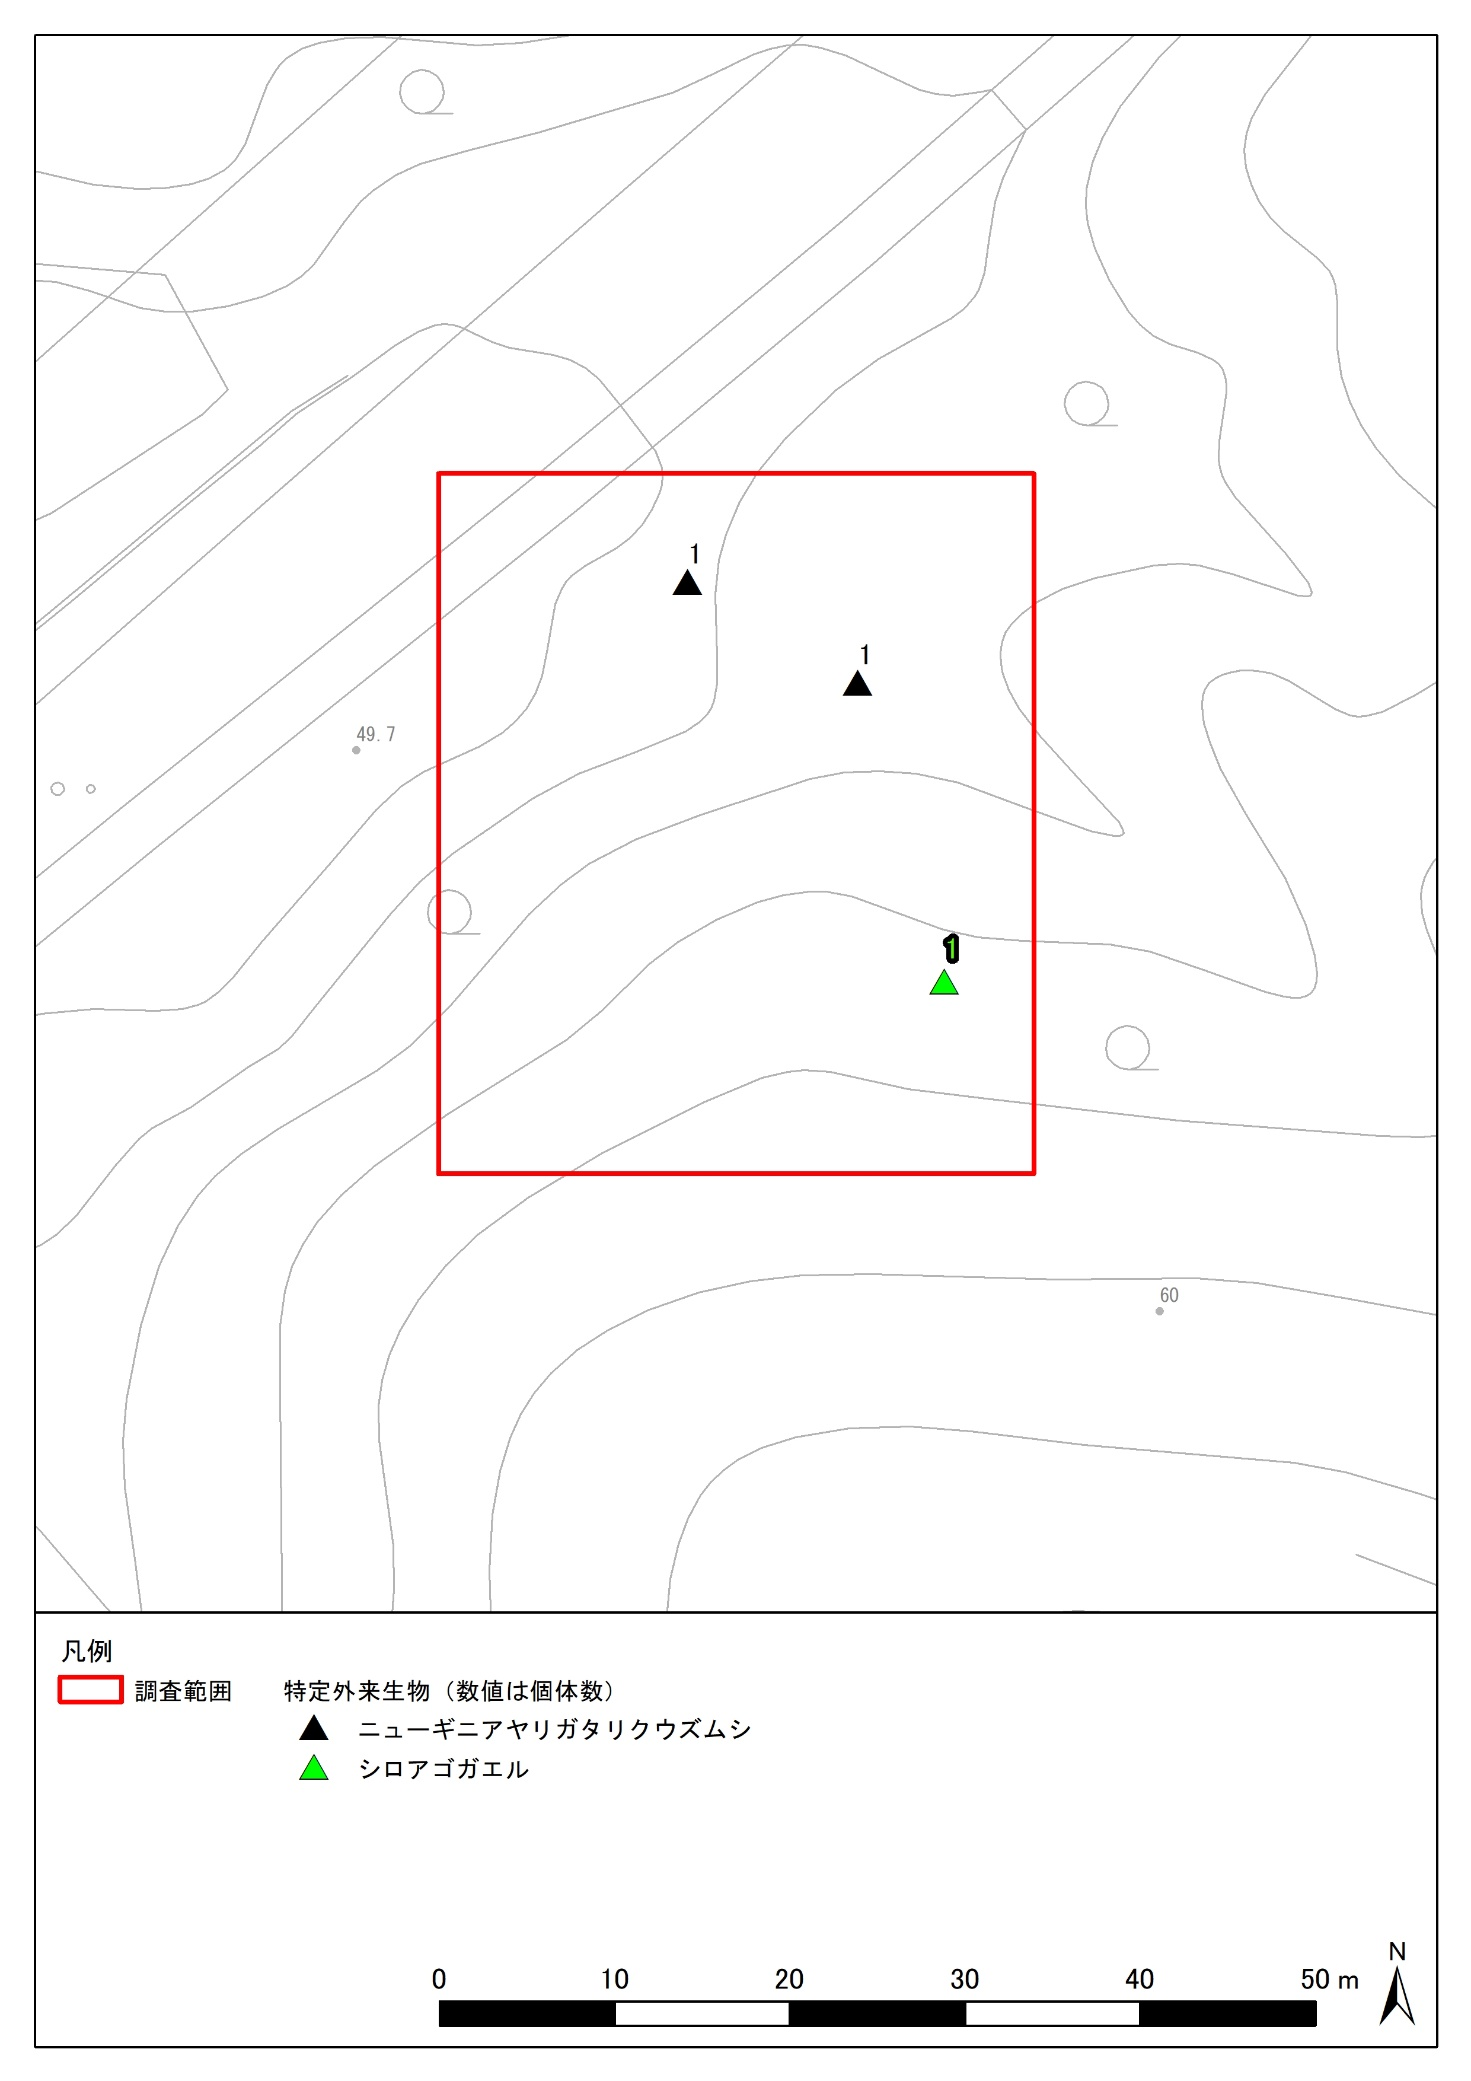 1
1
49.7
1
60
凡例
調査範囲
特定外来生物（数値は個体数）
ニューギニアヤリガタリクウズムシ
シロアゴガエル
N
0 10 20 30 40 50 m